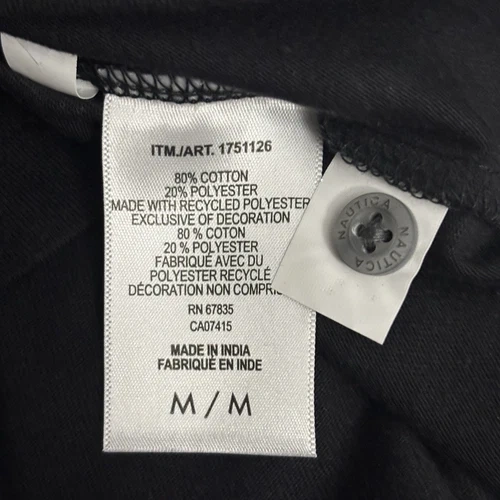 ITM./ART. 1751126
80% COTTON
20% POLYESTER
MADE WITH RECYCLED POLYESTER
EXCLUSIVE OF DECORATION
80 % COTON
20 % POLYESTER
FABRIQUÉ AVEC DU
POLYESTER RECYCLÉ
DÉCORATION NON
RN 67835
CA07415
MADE IN INDIA
FABRIQUÉ EN INDE
M / M
NAUTICA NAUTICA